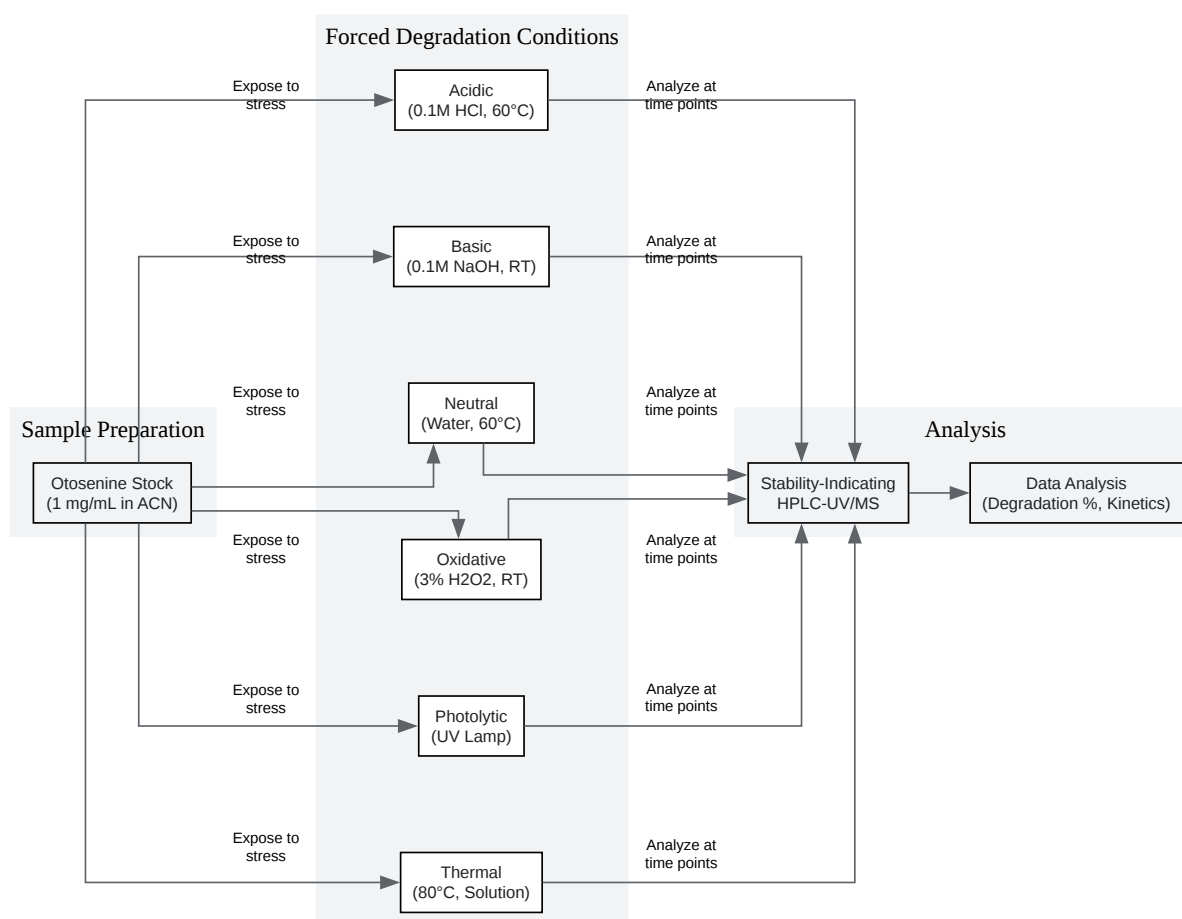 Forced Degradation Conditions
Expose to
stress
Acidic
(0.1M HCl, 60°C)
Analyze at
time points
Expose to
stress
Basic
(0.1M NaOH, RT)
Analyze at
time points
Expose to
stress
Neutral
(Water, 60°C)
Analyze at
time points
Sample Preparation
Analysis
Otosenine Stock
(1 mg/mL in ACN)
Stability-Indicating
HPLC-UV/MS
Data Analysis
(Degradation %, Kinetics)
Expose to
stress
Oxidative
(3% H2O2, RT)
Analyze at
time points
Expose to
stress
Photolytic
(UV Lamp)
Analyze at
time points
Expose to
stress
Thermal
(80°C, Solution)
Analyze at
time points